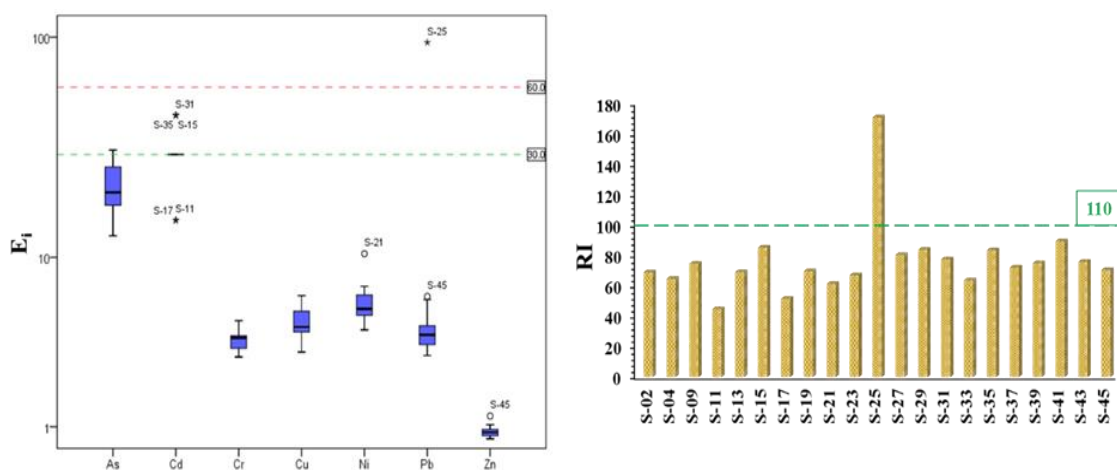 100
S-25
60.0
S-31
S-35 S-15
30.0
S-17 S-11
E i
10
S-21
S-45
S-45
1
As Cd Cr Cu Ni Pb Zn
180
160
140
120
110
100
RI
80
60
40
20
0
S-02 S-04 S-09 S-11 S-13 S-15 S-17 S-19 S-21 S-23 S-25 S-27 S-29 S-31 S-33 S-35 S-37 S-39 S-41 S-43 S-45